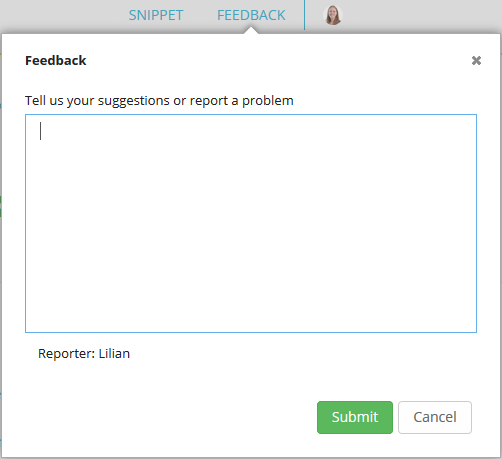 SNIPPET FEEDBACK
Feedback
Tell us your suggestions or report a problem
Reporter: Lilian
Submit Cancel